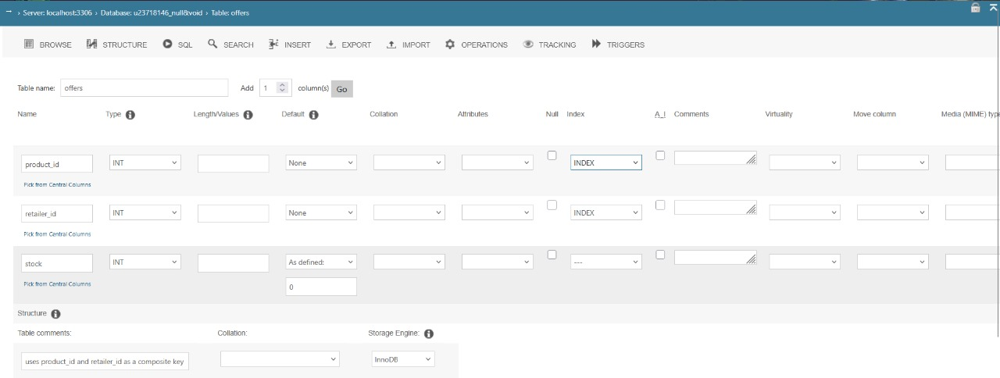 → › Server: localhost:3306 › Database: u23718146_null&void › Table: offers
BROWSE STRUCTURE SQL SEARCH INSERT EXPORT IMPORT OPERATIONS TRACKING TRIGGERS
Table name: offers Add 1 column(s) Go
Name Type Length/Values Default Collation Attributes Null Index A_I Comments Virtuality Move column Media (MIME) type
product_id INT None INDEX
Pick from Central Columns
retailer_id INT None INDEX
Pick from Central Columns
stock INT As defined: ---
0
Pick from Central Columns
Structure
Table comments: Collation: Storage Engine:
uses product_id and retailer_id as a composite key InnoDB